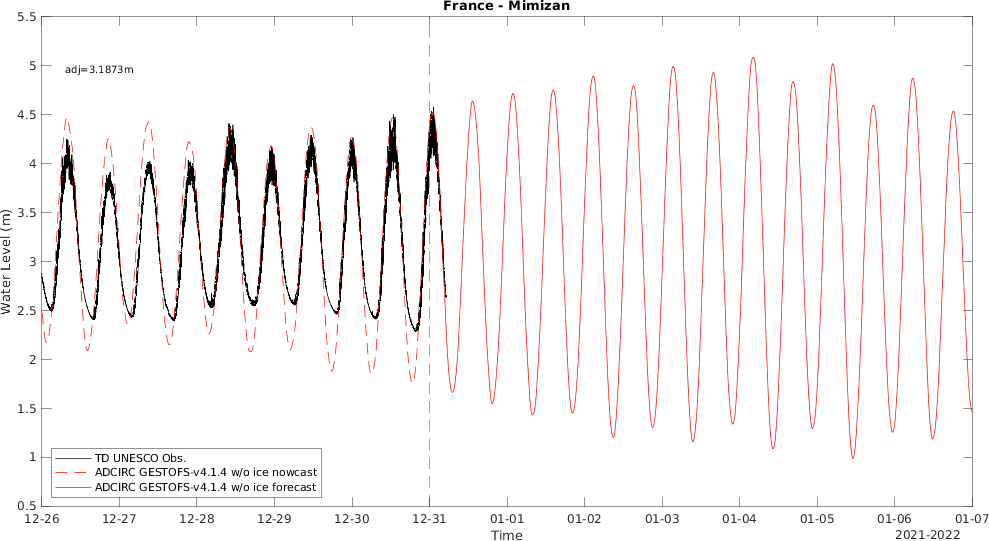 France - Mimizan
5.5
5
4.5
4
3.5
3
2.5
2
1.5
1
0.5
Water Level (m)
adj=3.1873m
TD UNESCO Obs.
ADCIRC GESTOFS-v4.1.4 w/o ice nowcast
ADCIRC GESTOFS-v4.1.4 w/o ice forecast
12-26 12-27 12-28 12-29 12-30 12-31 01-01 01-02 01-03 01-04 01-05 01-06 01-07
Time
2021-2022